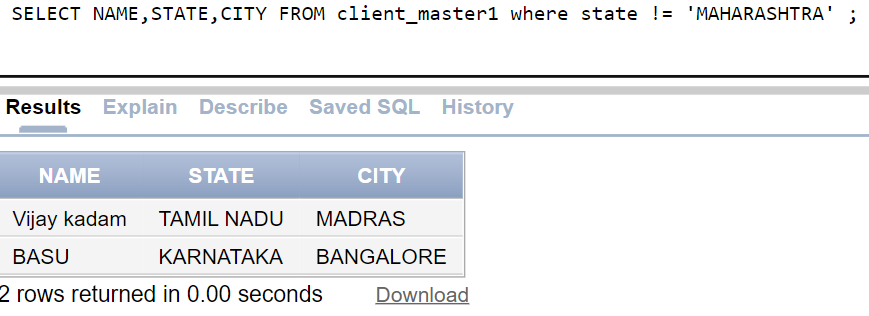 SELECT NAME,STATE,CITY FROM client_master1 where state != 'MAHARASHTRA' ;
Results Explain Describe Saved SQL History
NAME STATE CITY
Vijay kadam TAMIL NADU MADRAS
BASU KARNATAKA BANGALORE
2 rows returned in 0.00 seconds Download